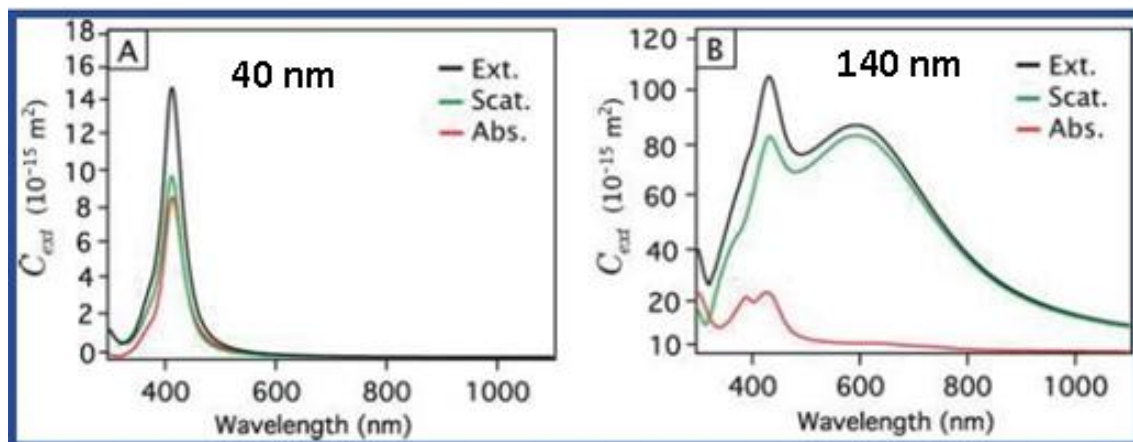 A
40 nm
Ext.
Scat.
Abs.
C_ext (10⁻¹⁵ m²)
18
16
14
12
10
8
6
4
2
0
400 600 800 1000
Wavelength (nm)
B
140 nm
Ext.
Scat.
Abs.
C_ext (10⁻¹⁵ m²)
120
100
80
60
40
20
10
400 600 800 1000
Wavelength (nm)